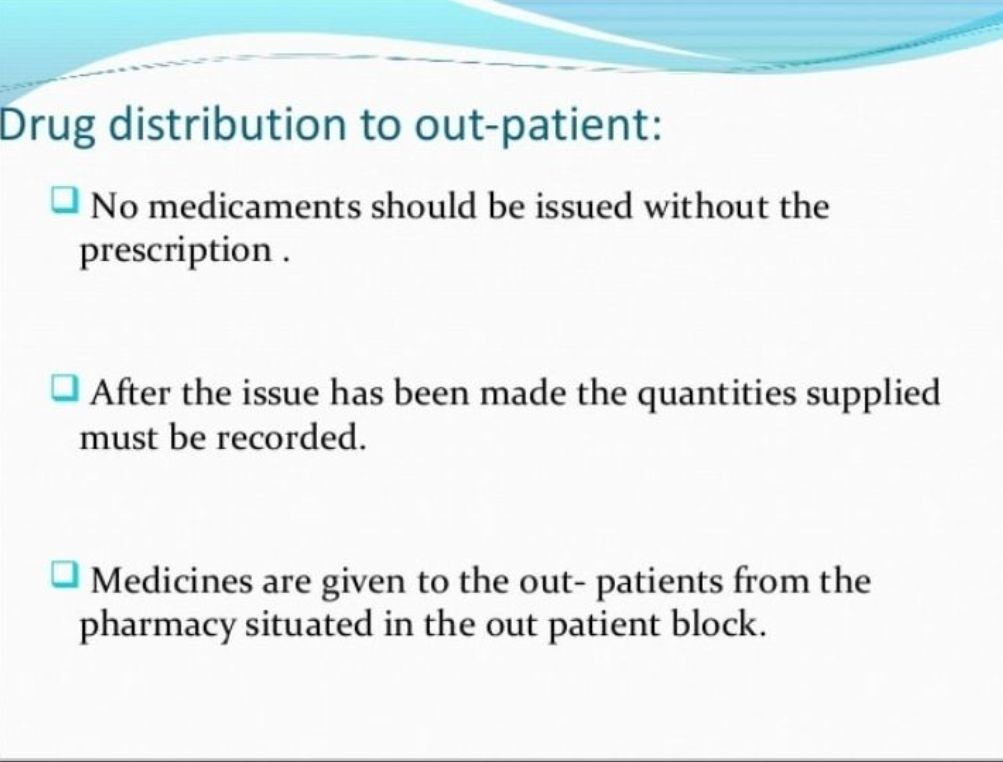 Drug distribution to out-patient:
No medicaments should be issued without the
prescription .
After the issue has been made the quantities supplied
must be recorded.
Medicines are given to the out- patients from the
pharmacy situated in the out patient block.